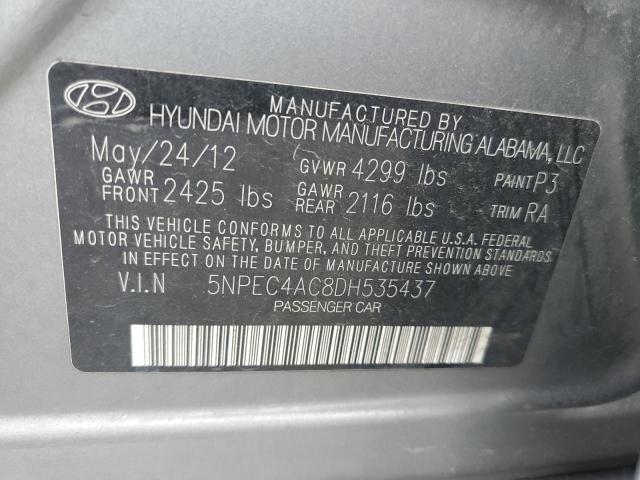 MANUFACTURED BY
HYUNDAI MOTOR MANUFACTURING ALABAMA, LLC
May/24/12 GVWR 4299 lbs PAINT P3
GAWR FRONT 2425 lbs GAWR REAR 2116 lbs TRIM RA
THIS VEHICLE CONFORMS TO ALL APPLICABLE U.S.A. FEDERAL
MOTOR VEHICLE SAFETY, BUMPER, AND THEFT PREVENTION STANDARDS
IN EFFECT ON THE DATE OF MANUFACTURE SHOWN ABOVE
V.I.N 5NPEC4AC8DH535437
PASSENGER CAR